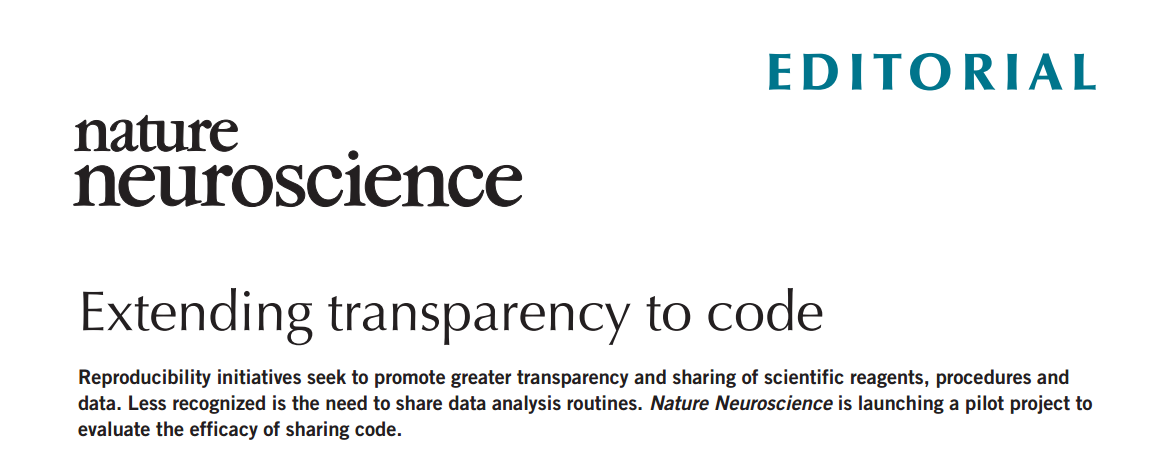 EDITORIAL
nature
neuroscience
Extending transparency to code
Reproducibility initiatives seek to promote greater transparency and sharing of scientific reagents, procedures and
data. Less recognized is the need to share data analysis routines. Nature Neuroscience is launching a pilot project to
evaluate the efficacy of sharing code.